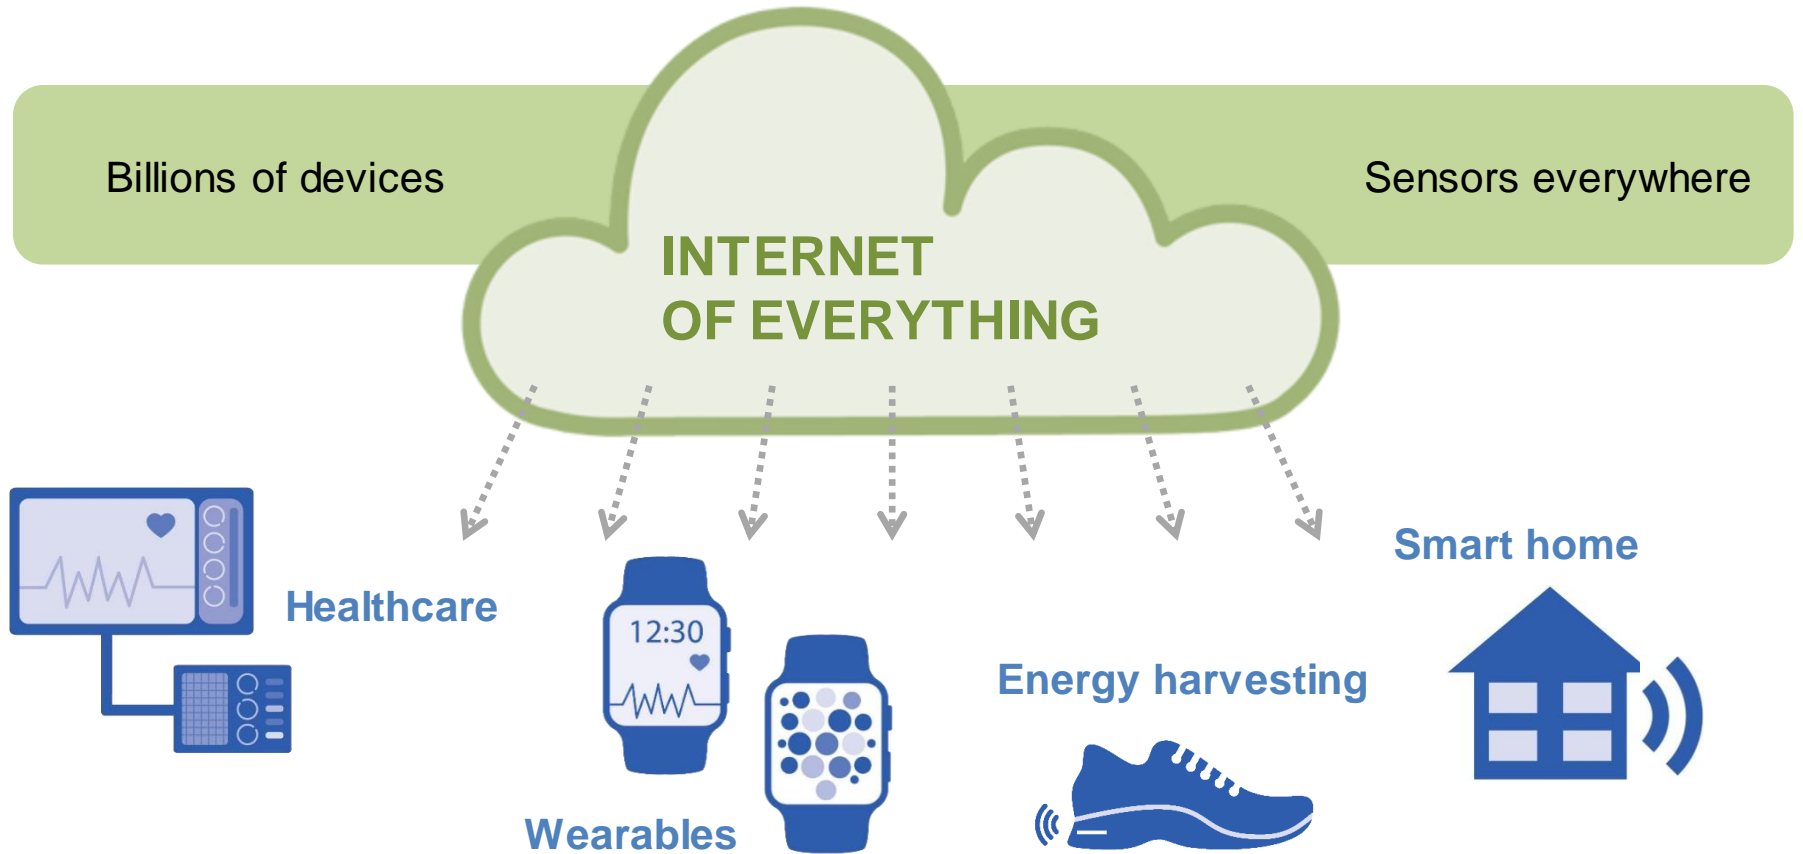 Billions of devices
Sensors everywhere
INTERNET
OF EVERYTHING
Smart home
Healthcare
12:30
Energy harvesting
Wearables